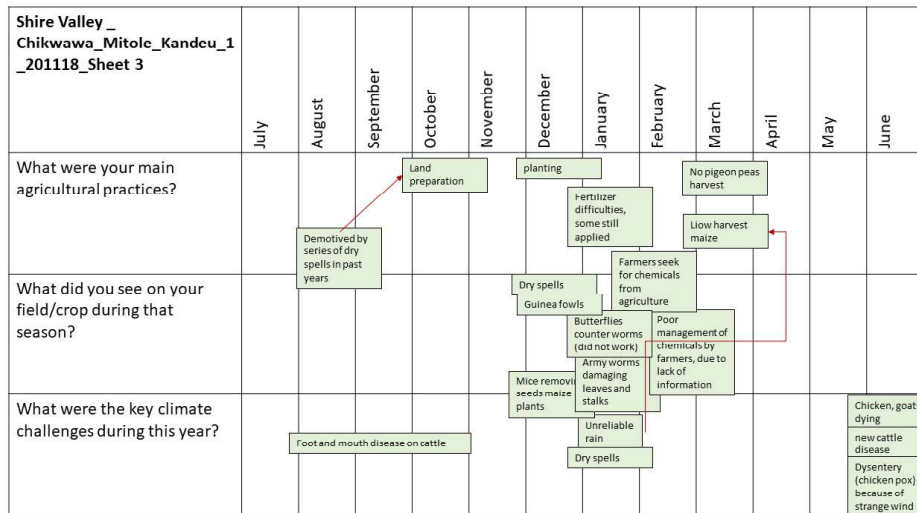 Shire Valley _
Chikwawa_Mitole_Kandeu_1
_201118_Sheet 3
July
August
September
October
November
December
January
February
March
April
May
June
What were your main
agricultural practices?
Land
preparation
planting
No pigeon peas
harvest
Fertilizer
difficulties,
some still
applied
Liow harvest
maize
Demotived by
series of dry
spells in past
years
Farmers seek
for chemicals
from
agriculture
What did you see on your
field/crop during that
season?
Dry spells
Guinea fowls
Butterflies
counter worms
(did not work)
Poor
management of
chemicals by
farmers, due to
lack of
information
Army worms
damaging
leaves and
stalks
Mice removin
seeds maize
plants
What were the key climate
challenges during this year?
Unreliable
rain
Foot and mouth disease on cattle
Dry spells
Chicken, goats
dying
new cattle
disease
Dysentery
(chicken pox)
because of
strange wind